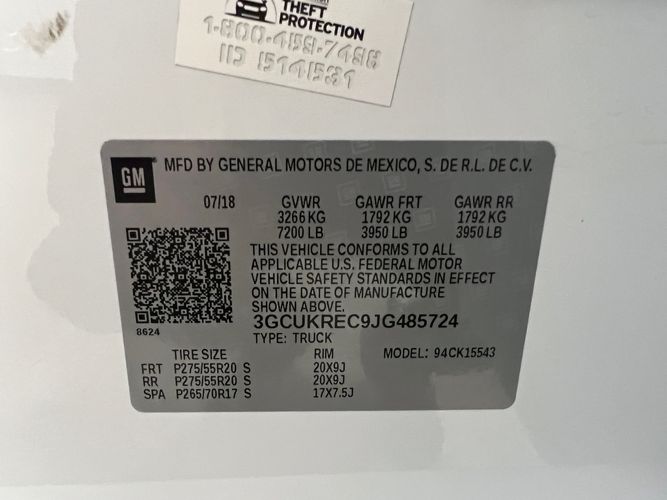 THEFT
PROTECTION
1-800-459-7498
IID 15141531
GM
MFD BY GENERAL MOTORS DE MEXICO, S. DE R.L. DE C.V.
07/18 GVWR GAWR FRT GAWR RR
3266 KG 1792 KG 1792 KG
7200 LB 3950 LB 3950 LB
THIS VEHICLE CONFORMS TO ALL
APPLICABLE U.S. FEDERAL MOTOR
VEHICLE SAFETY STANDARDS IN EFFECT
ON THE DATE OF MANUFACTURE
SHOWN ABOVE.
8624
3GCUKREC9JG485724
TYPE: TRUCK
TIRE SIZE RIM MODEL: 94CK15543
FRT P275/55R20 S 20X9J
RR P275/55R20 S 20X9J
SPA P265/70R17 S 17X7.5J